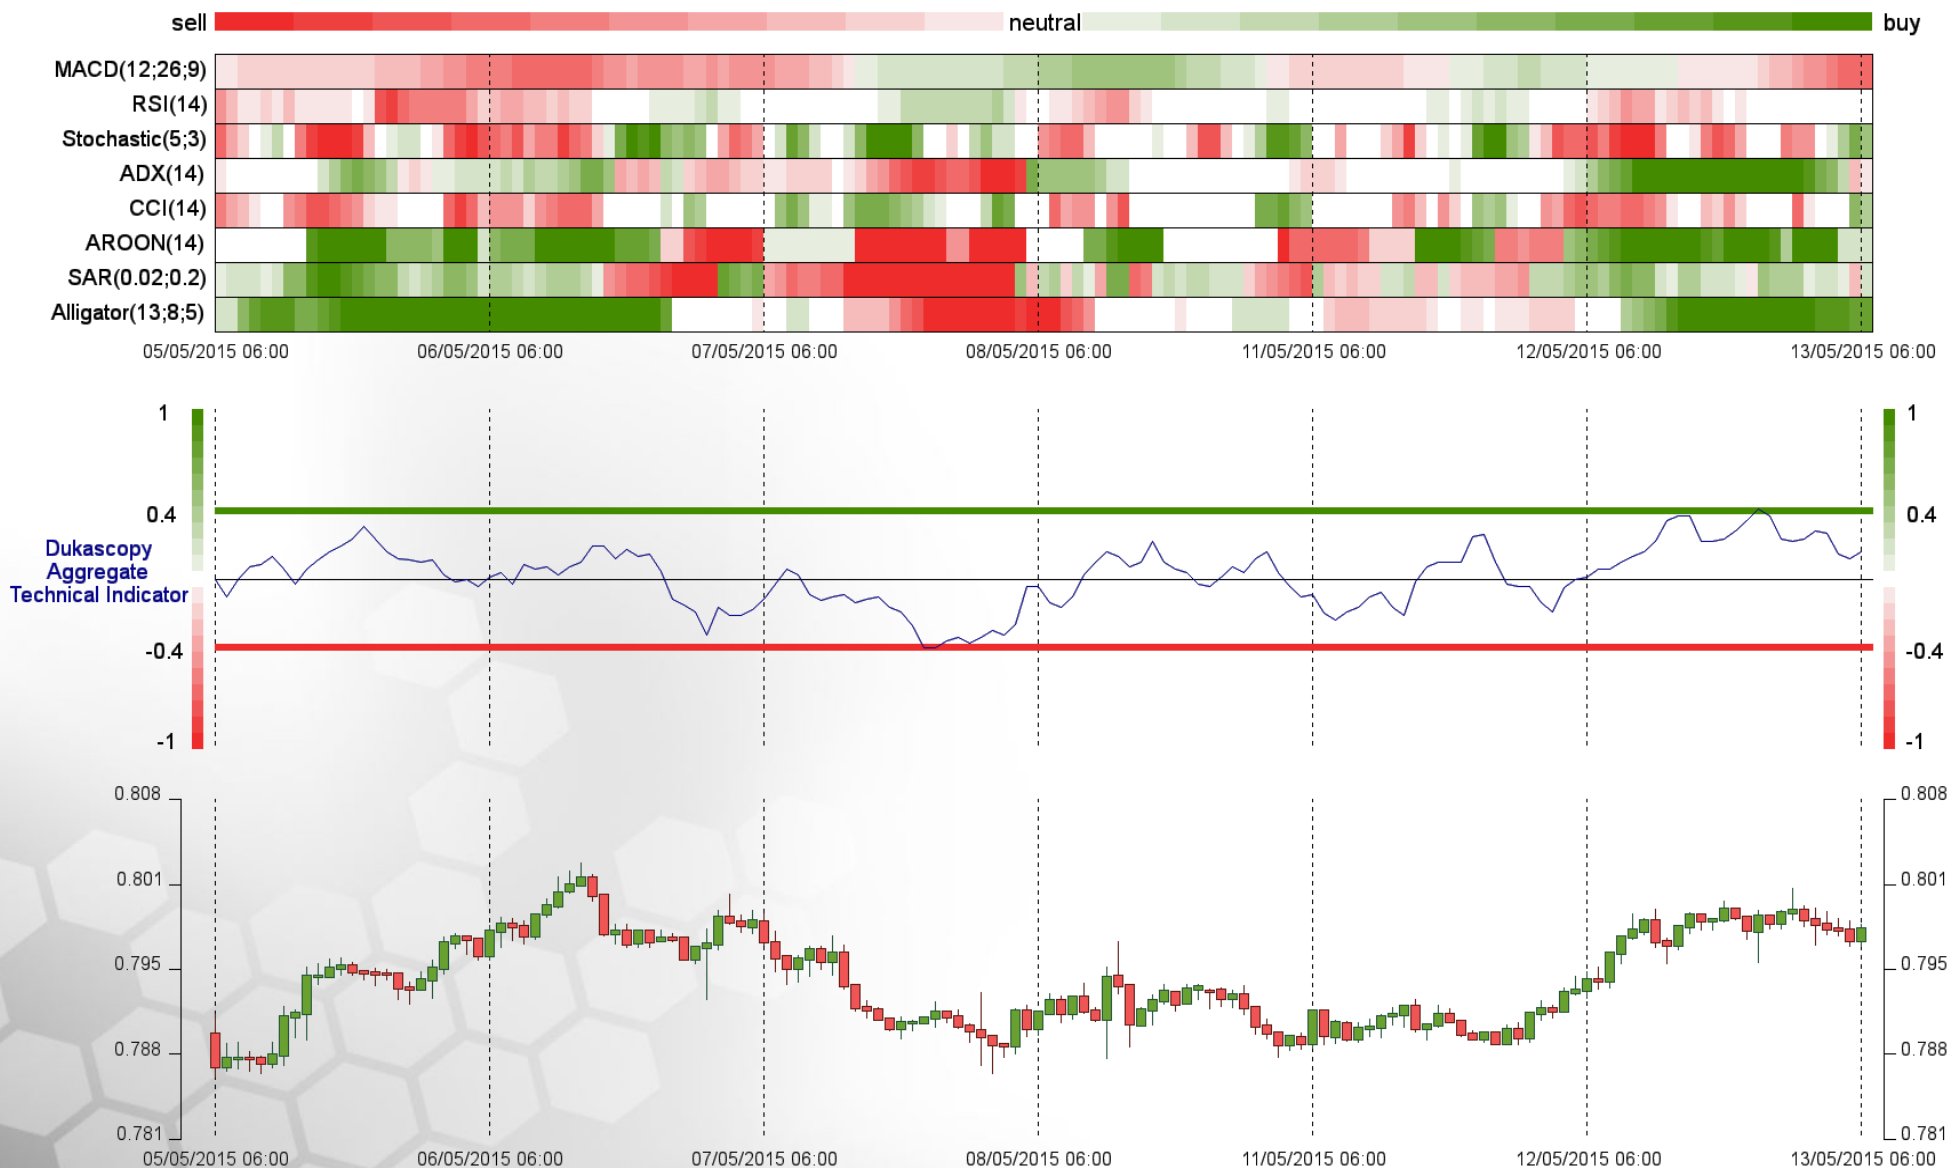 sell neutral buy
MACD(12;26;9)
RSI(14)
Stochastic(5;3)
ADX(14)
CCI(14)
AROON(14)
SAR(0.02;0.2)
Alligator(13;8;5)
05/05/2015 06:00 06/05/2015 06:00 07/05/2015 06:00 08/05/2015 06:00 11/05/2015 06:00 12/05/2015 06:00 13/05/2015 06:00
1 1
0.4 0.4
Dukascopy
Aggregate
Technical Indicator
-0.4 -0.4
-1 -1
0.808 0.808
0.801 0.801
0.795 0.795
0.788 0.788
0.781 0.781
05/05/2015 06:00 06/05/2015 06:00 07/05/2015 06:00 08/05/2015 06:00 11/05/2015 06:00 12/05/2015 06:00 13/05/2015 06:00